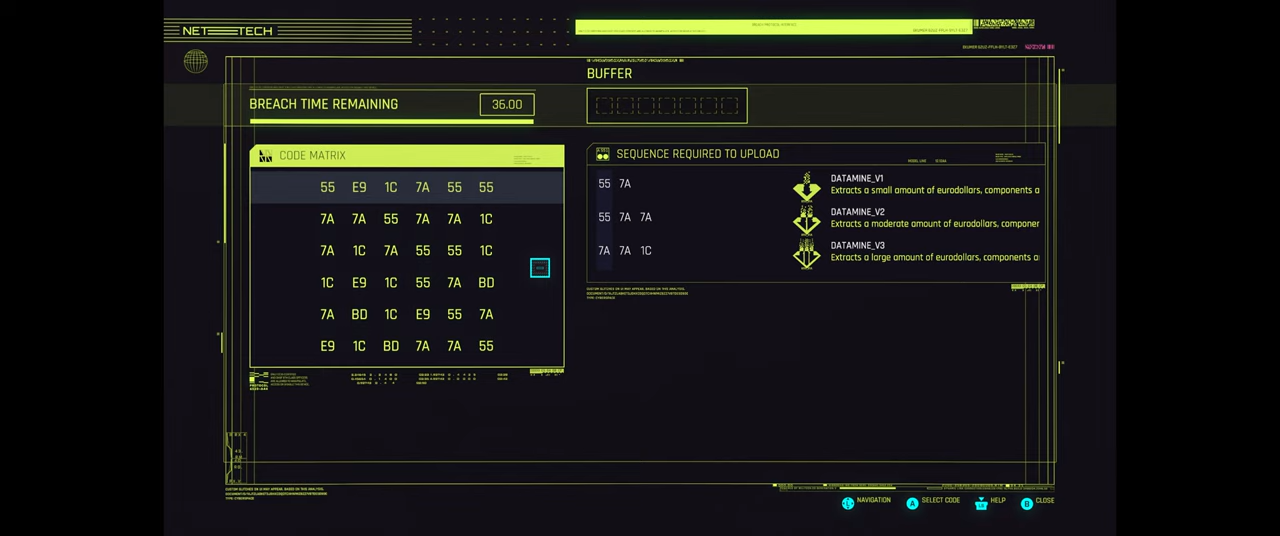 NET TECH
BUFFER
BREACH TIME REMAINING
36.00
CODE MATRIX
55 E9 1C 7A 55 55
7A 7A 55 7A 7A 1C
7A 1C 7A 55 55 1C
1C E9 1C 55 7A BD
7A BD 1C E9 55 7A
E9 1C BD 7A 7A 55
SEQUENCE REQUIRED TO UPLOAD
55 7A
DATAMINE_V1
Extracts a small amount of eurodollars, components a
55 7A 7A
DATAMINE_V2
Extracts a moderate amount of eurodollars, componen
7A 7A 1C
DATAMINE_V3
Extracts a large amount of eurodollars, components a
NAVIGATION
A SELECT CODE
HELP
B CLOSE